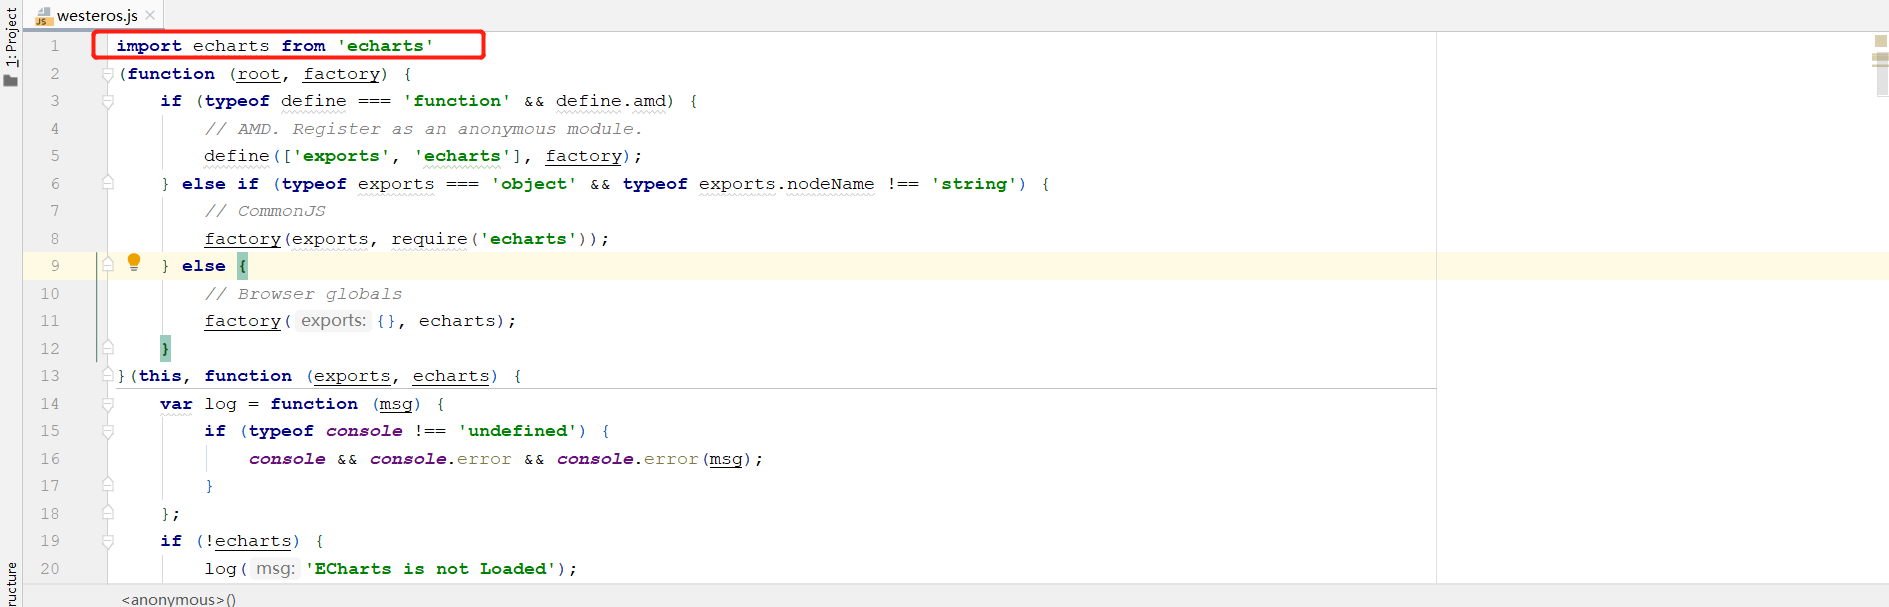 westeros.js
1: Project
1 import echarts from 'echarts'
2 (function (root, factory) {
3 if (typeof define === 'function' && define.amd) {
4 // AMD. Register as an anonymous module.
5 define(['exports', 'echarts'], factory);
6 } else if (typeof exports === 'object' && typeof exports.nodeName !== 'string') {
7 // CommonJS
8 factory(exports, require('echarts'));
9 } else {
10 // Browser globals
11 factory( exports: {}, echarts);
12 }
13 }(this, function (exports, echarts) {
14 var log = function (msg) {
15 if (typeof console !== 'undefined') {
16 console && console.error && console.error(msg);
17 }
18 };
19 if (!echarts) {
20 log( msg: 'ECharts is not Loaded');
ructure
<anonymous>()